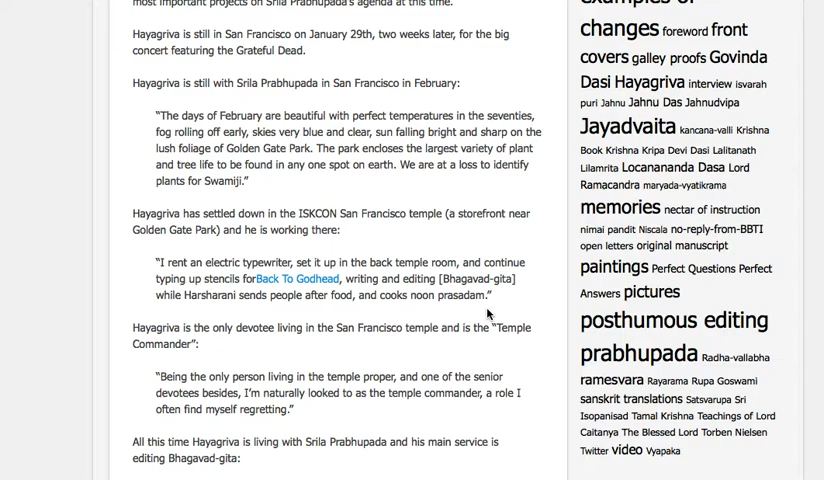 most important projects on Srila Prabhupada's agenda at this time.
Hayagriva is still in San Francisco on January 29th, two weeks later, for the big
concert featuring the Grateful Dead.
Hayagriva is still with Srila Prabhupada in San Francisco in February:
“The days of February are beautiful with perfect temperatures in the seventies,
fog rolling off early, skies very blue and clear, sun falling bright and sharp on the
lush foliage of Golden Gate Park. The park encloses the largest variety of plant
and tree life to be found in any one spot on earth. We are at a loss to identify
plants for Swamiji.”
Hayagriva has settled down in the ISKCON San Francisco temple (a storefront near
Golden Gate Park) and he is working there:
“I rent an electric typewriter, set it up in the back temple room, and continue
typing up stencils forBack To Godhead, writing and editing [Bhagavad-gita]
while Harsharani sends people after food, and cooks noon prasadam.”
Hayagriva is the only devotee living in the San Francisco temple and is the “Temple
Commander”:
“Being the only person living in the temple proper, and one of the senior
devotees besides, I’m naturally looked to as the temple commander, a role I
often find myself regretting.”
All this time Hayagriva is living with Srila Prabhupada and his main service is
editing Bhagavad-gita:
examples of
changes foreword front
covers galley proofs Govinda
Dasi Hayagriva interview isvarah
puri Jahnu Jahnu Das Jahnudvipa
Jayadvaita kancana-valli Krishna
Book Krishna Kripa Devi Dasi Lalitanath
Lilamrita Locanananda Dasa Lord
Ramacandra maryada-vyatikrama
memories nectar of instruction
nimai pandit Niscala no-reply-from-BBTI
open letters original manuscript
paintings Perfect Questions Perfect
Answers pictures
posthumous editing
prabhupada Radha-vallabha
ramesvara Rayarama Rupa Goswami
sanskrit translations Satsvarupa Sri
Isopanisad Tamal Krishna Teachings of Lord
Caitanya The Blessed Lord Torben Nielsen
Twitter video Vyapaka